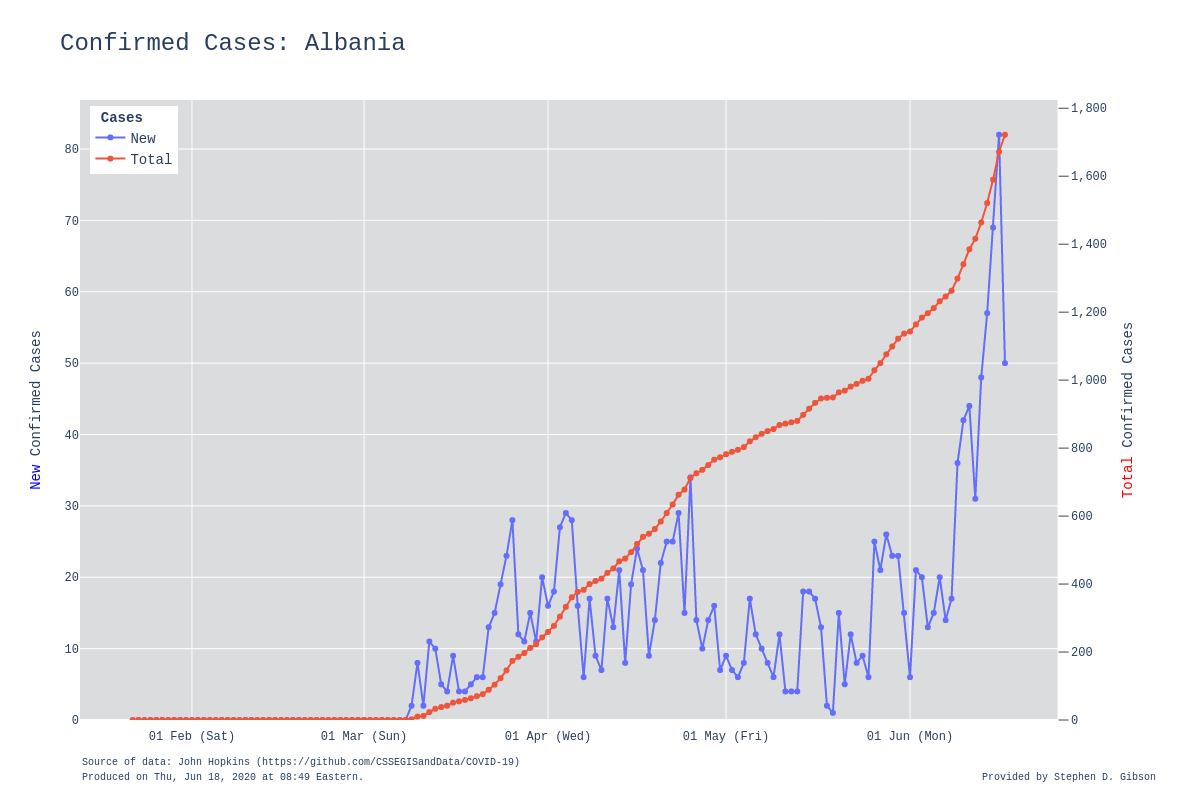 Confirmed Cases: Albania
Cases
New
Total
80
70
60
50
40
30
20
10
0
New Confirmed Cases
1,800
1,600
1,400
1,200
1,000
800
600
400
200
0
Total Confirmed Cases
01 Feb (Sat)
01 Mar (Sun)
01 Apr (Wed)
01 May (Fri)
01 Jun (Mon)
Source of data: John Hopkins (https://github.com/CSSEGISandData/COVID-19)
Produced on Thu, Jun 18, 2020 at 08:49 Eastern.
Provided by Stephen D. Gibson